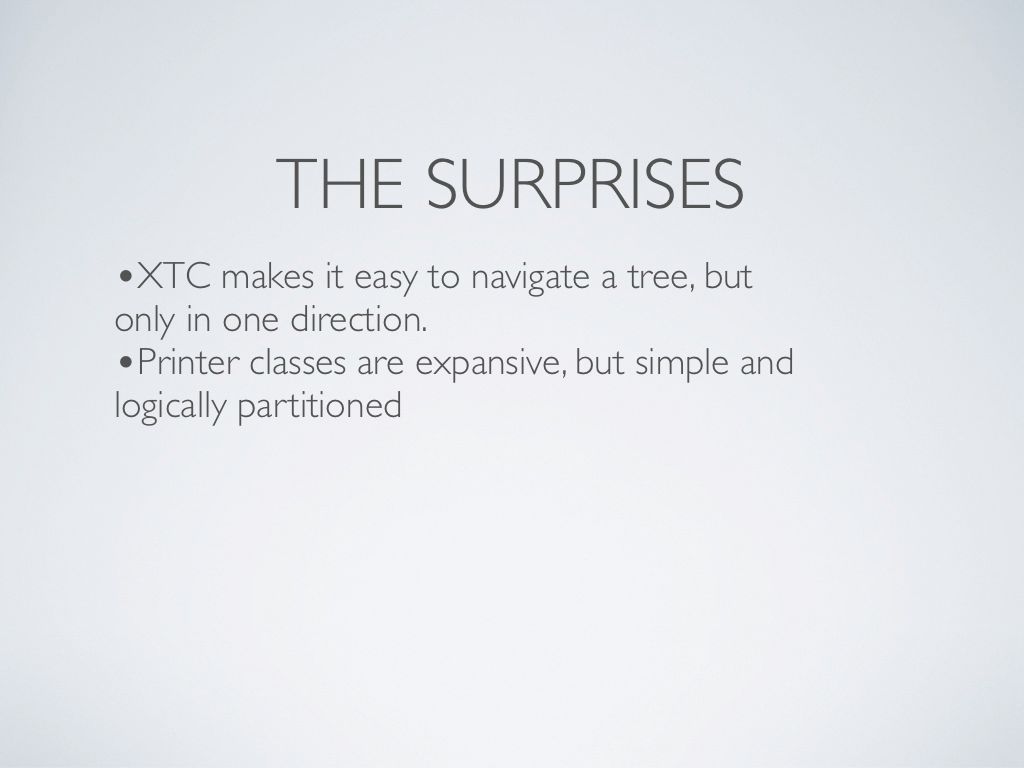 THE SURPRISES
•XTC makes it easy to navigate a tree, but
only in one direction.
•Printer classes are expansive, but simple and
logically partitioned